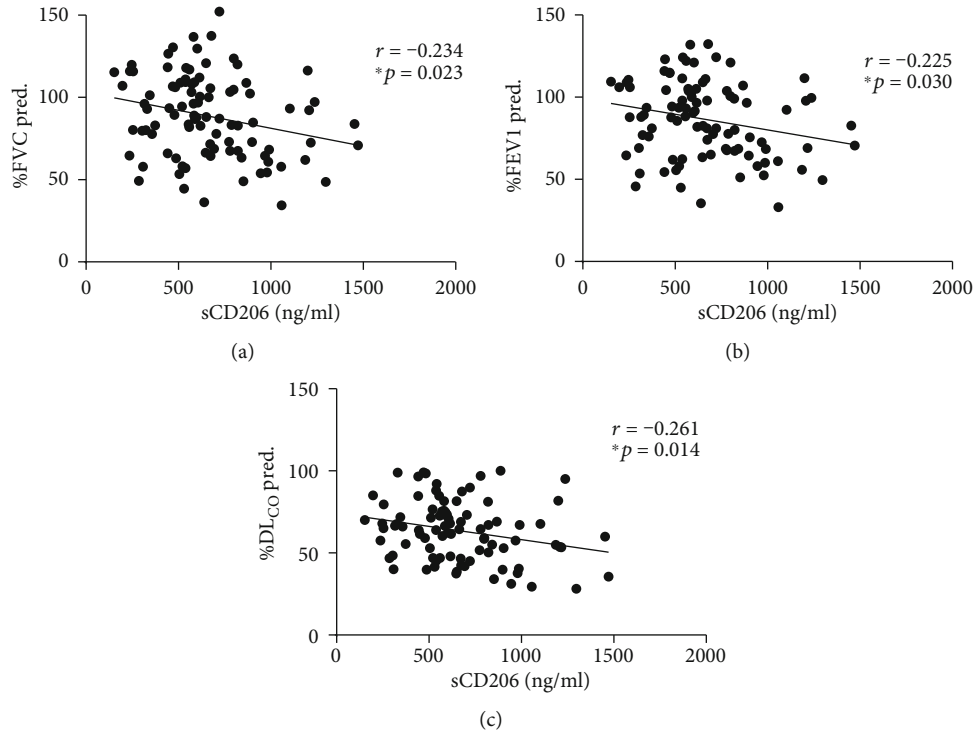 150
100
50
0
%FVC pred.
r = −0.234
*p = 0.023
0 500 1000 1500 2000
sCD206 (ng/ml)
(a)
150
100
50
0
%FEV1 pred.
r = −0.225
*p = 0.030
0 500 1000 1500 2000
sCD206 (ng/ml)
(b)
150
100
50
0
%DLCO pred.
r = −0.261
*p = 0.014
0 500 1000 1500 2000
sCD206 (ng/ml)
(c)